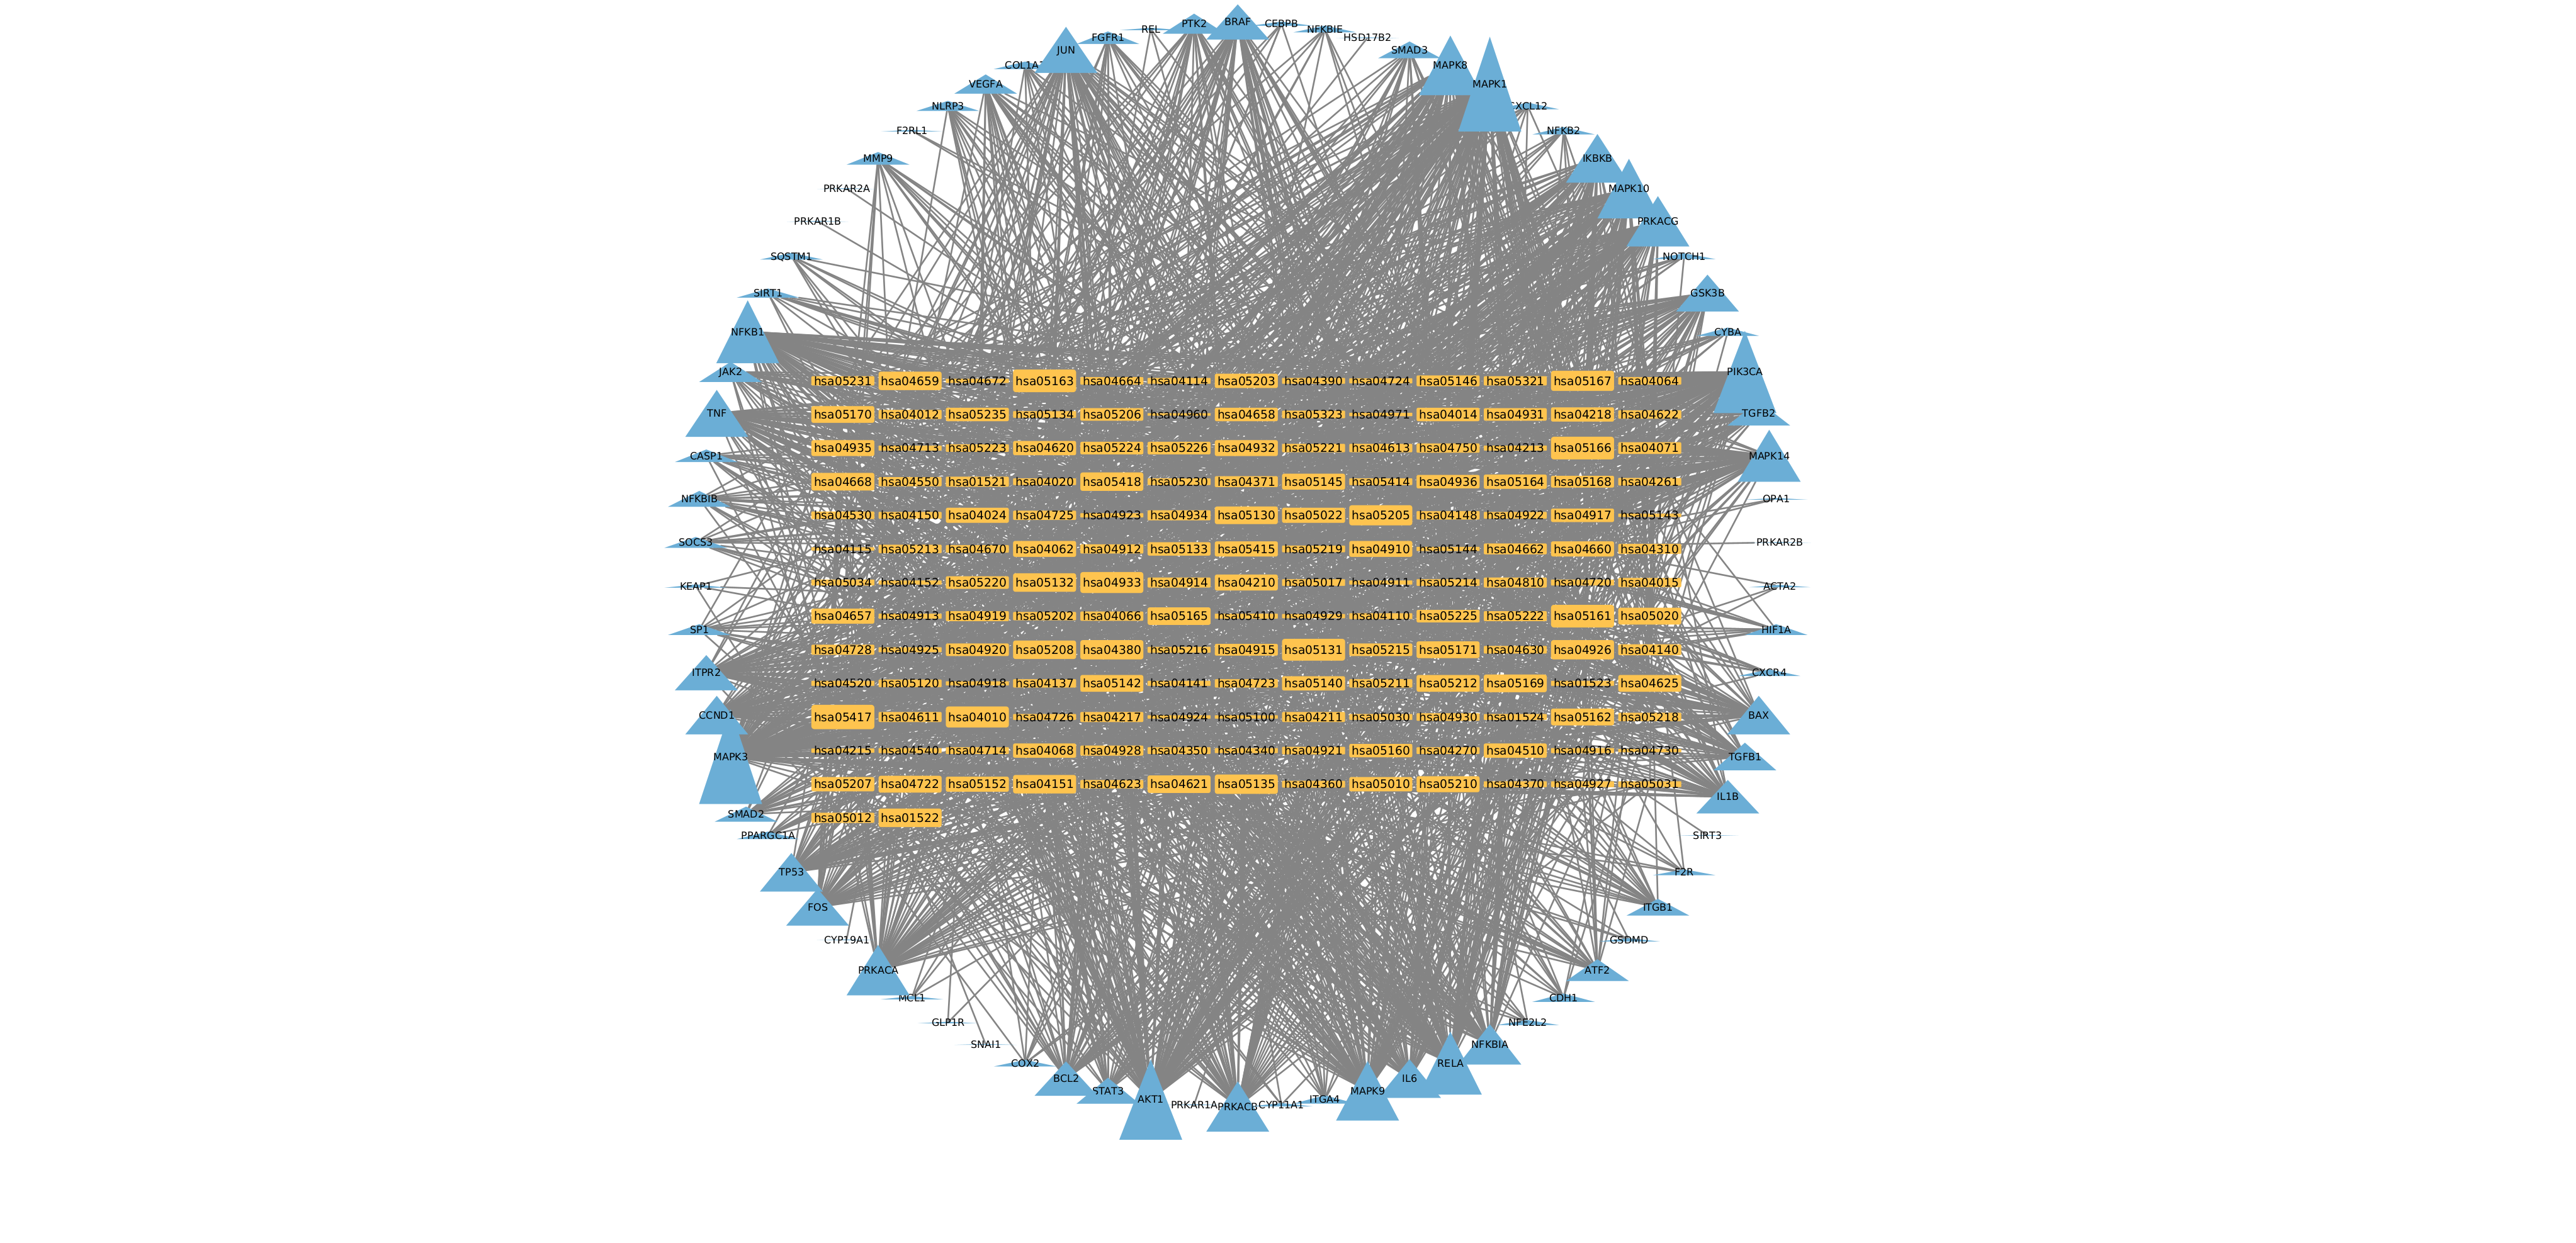 BRAF
PTK2
CEBPB
REL
NFKBIE
FGFR1
HSD17B2
JUN
SMAD3
COL1A
MAPK8
VEGFA
MAPK1
NLRP3
XCL12
F2RL1
NFKB2
MMP9
IKBKB
PRKAR2A
MAPK10
PRKAR1B
PRKACG
SQSTM1
NOTCH1
SIRT1
GSK3B
NFKB1
CYBA
JAK2
PIK3CA
hsa05231 hsa04659 hsa04672 hsa05163 hsa04664 hsa04114 hsa05203 hsa04390 hsa04724 hsa05146 hsa05321 hsa05167 hsa04064
TNF
TGFB2
hsa05170 hsa04012 hsa05235 hsa05134 hsa05206 hsa04960 hsa04658 hsa05323 hsa04971 hsa04014 hsa04931 hsa04218 hsa04622
hsa04935 hsa04713 hsa05223 hsa04620 hsa05224 hsa05226 hsa04932 hsa05221 hsa04613 hsa04750 hsa04213 hsa05166 hsa04071
CASP1
MAPK14
hsa04668 hsa04550 hsa01521 hsa04020 hsa05418 hsa05230 hsa04371 hsa05145 hsa05414 hsa04936 hsa05164 hsa05168 hsa04261
NFKBIB
OPA1
hsa04530 hsa04150 hsa04024 hsa04725 hsa04923 hsa04934 hsa05130 hsa05022 hsa05205 hsa04148 hsa04922 hsa04917 hsa05143
SOCS3
PRKAR2B
hsa04115 hsa05213 hsa04670 hsa04062 hsa04912 hsa05133 hsa05415 hsa05219 hsa04910 hsa05144 hsa04662 hsa04660 hsa04310
hsa05034 hsa04152 hsa05220 hsa05132 hsa04933 hsa04914 hsa04210 hsa05017 hsa04911 hsa05214 hsa04810 hsa04720 hsa04015
KEAP1
ACTA2
hsa04657 hsa04913 hsa04919 hsa05202 hsa04066 hsa05165 hsa05410 hsa04929 hsa04110 hsa05225 hsa05222 hsa05161 hsa05020
SP1
HIF1A
hsa04728 hsa04925 hsa04920 hsa05208 hsa04380 hsa05216 hsa04915 hsa05131 hsa05215 hsa05171 hsa04630 hsa04926 hsa04140
ITPR2
CXCR4
hsa04520 hsa05120 hsa04918 hsa04137 hsa05142 hsa04141 hsa04723 hsa05140 hsa05211 hsa05212 hsa05169 hsa01523 hsa04625
CCND1
BAX
hsa05417 hsa04611 hsa04010 hsa04726 hsa04217 hsa04924 hsa05100 hsa04211 hsa05030 hsa04930 hsa01524 hsa05162 hsa05218
hsa04215 hsa04540 hsa04714 hsa04068 hsa04928 hsa04350 hsa04340 hsa04921 hsa05160 hsa04270 hsa04510 hsa04916 hsa04730
MAPK3
TGFB1
hsa05207 hsa04722 hsa05152 hsa04151 hsa04623 hsa04621 hsa05135 hsa04360 hsa05010 hsa05210 hsa04370 hsa04927 hsa05031
IL1B
SMAD2
hsa05012 hsa01522
PPARGC1A
SIRT3
TP53
F2R
FOS
ITGB1
CYP19A1
GSDMD
PRKACA
ATF2
MCL1
CDH1
GLP1R
NFE2L2
SNAI1
NFKBIA
COX2
RELA
BCL2
IL6
STAT3
MAPK9
AKT1
ITGA4
PRKAR1A
PRKACB
CYP11A1